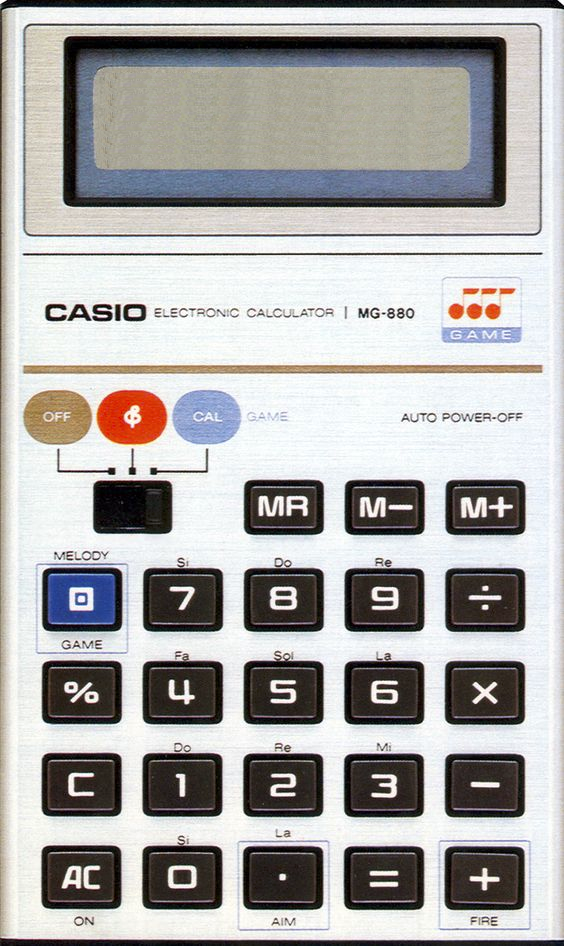 CASIO ELECTRONIC CALCULATOR | MG-880
GAME
OFF CAL GAME AUTO POWER-OFF
MR M− M+
MELODY Si Do Re
7 8 9 ÷
GAME Fa Sol La
% 4 5 6 ×
Do Re Mi
C 1 2 3 −
Si La
AC 0 . = +
ON AIM FIRE